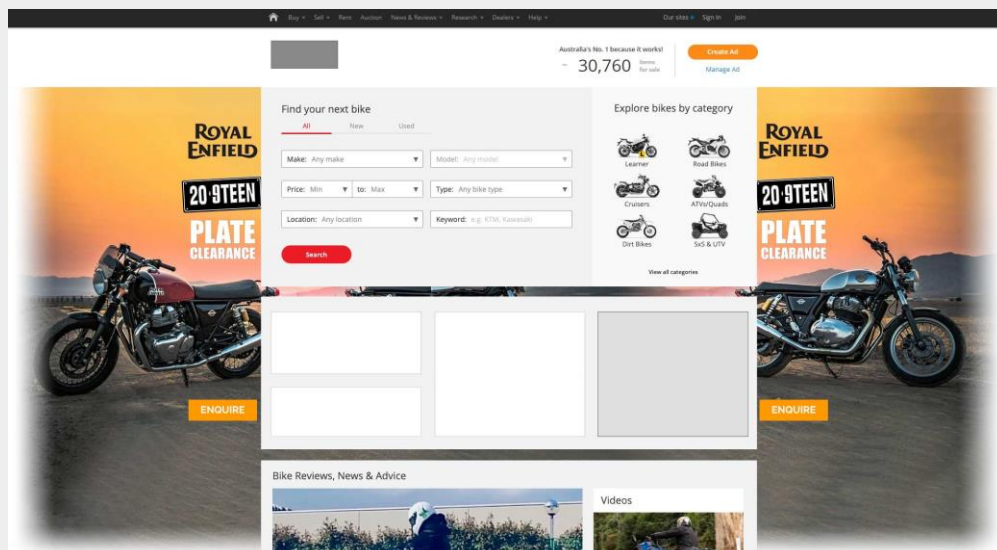 Buy Sell Rent Auction News & Reviews Research Dealers Help Our sites Sign In Join
Australia's No. 1 because it works!
30,760 items for sale
Create Ad
Manage Ad
ROYAL ENFIELD
20·9TEEN
PLATE
CLEARANCE
ENQUIRE
Find your next bike
All New Used
Make: Any make Model: Any model
Price: Min to: Max Type: Any bike type
Location: Any location Keyword: e.g. KTM, Kawasaki
Search
Explore bikes by category
Learner Road Bikes
Cruisers ATVs/Quads
Dirt Bikes SxS & UTV
View all categories
ROYAL ENFIELD
20·9TEEN
PLATE
CLEARANCE
ENQUIRE
Bike Reviews, News & Advice
Videos